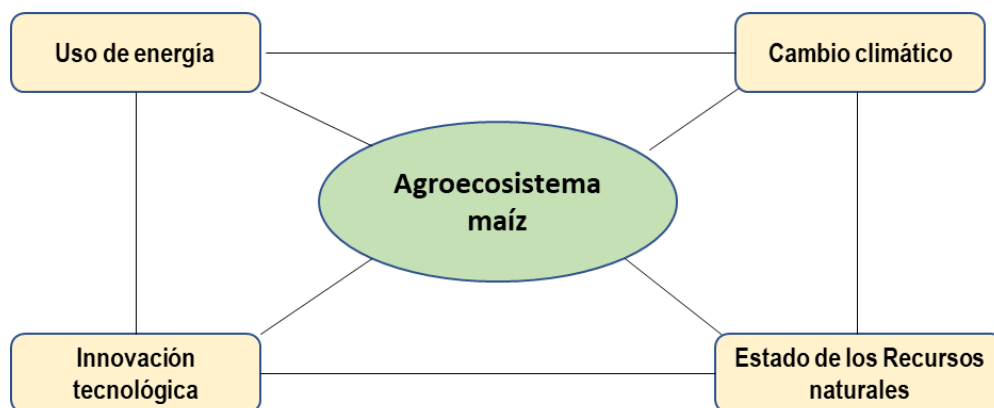 Uso de energía
Cambio climático
Agroecosistema
maíz
Innovación
tecnológica
Estado de los Recursos
naturales